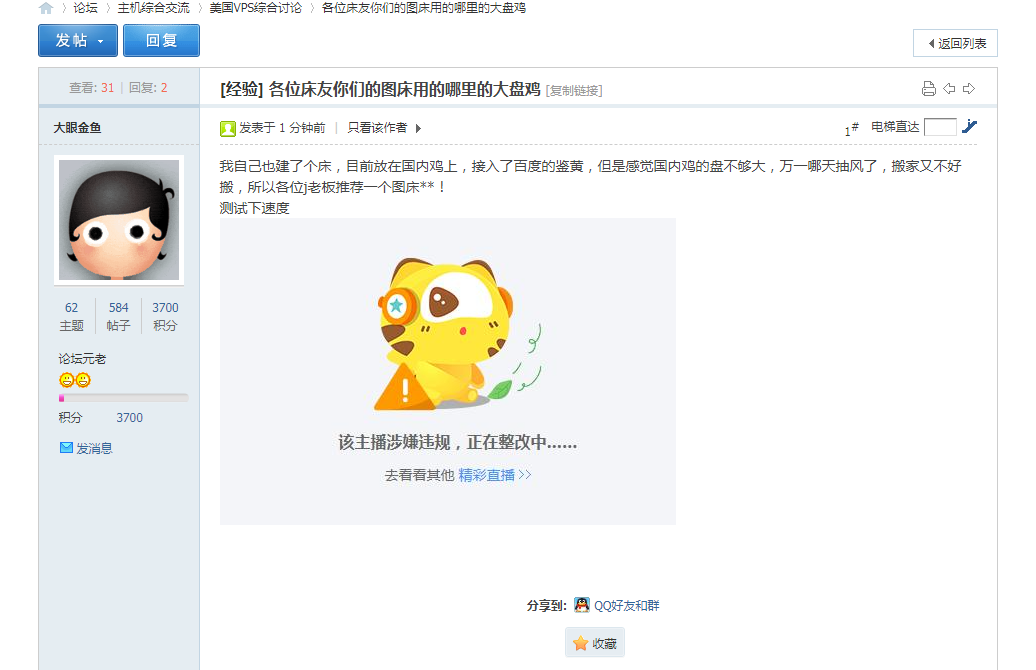 论坛 〉 主机综合交流 〉 美国VPS综合讨论 〉 各位床友你们的图床用的哪里的大盘鸡
发帖 回复
返回列表
查看: 31 | 回复: 2
[经验] 各位床友你们的图床用的哪里的大盘鸡 [复制链接]
大眼金鱼
发表于 1 分钟前 | 只看该作者
1# 电梯直达
我自己也建了个床，目前放在国内鸡上，接入了百度的鉴黄，但是感觉国内鸡的盘不够大，万一哪天抽风了，搬家又不好
搬，所以各位j老板推荐一个图床**！
测试下速度
62 584 3700
主题 帖子 积分
论坛元老
积分 3700
发消息
该主播涉嫌违规，正在整改中......
去看看其他 精彩直播 >>
分享到: QQ好友和群
收藏